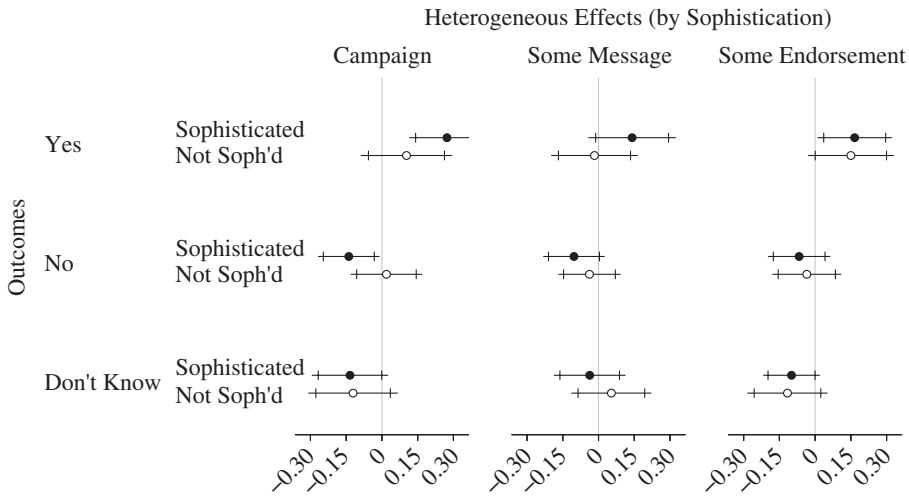 Heterogeneous Effects (by Sophistication)
Campaign Some Message Some Endorsement
Outcomes
Yes
Sophisticated
Not Soph'd
No
Sophisticated
Not Soph'd
Don't Know
Sophisticated
Not Soph'd
−0.30 −0.15 0 0.15 0.30 −0.30 −0.15 0 0.15 0.30 −0.30 −0.15 0 0.15 0.30